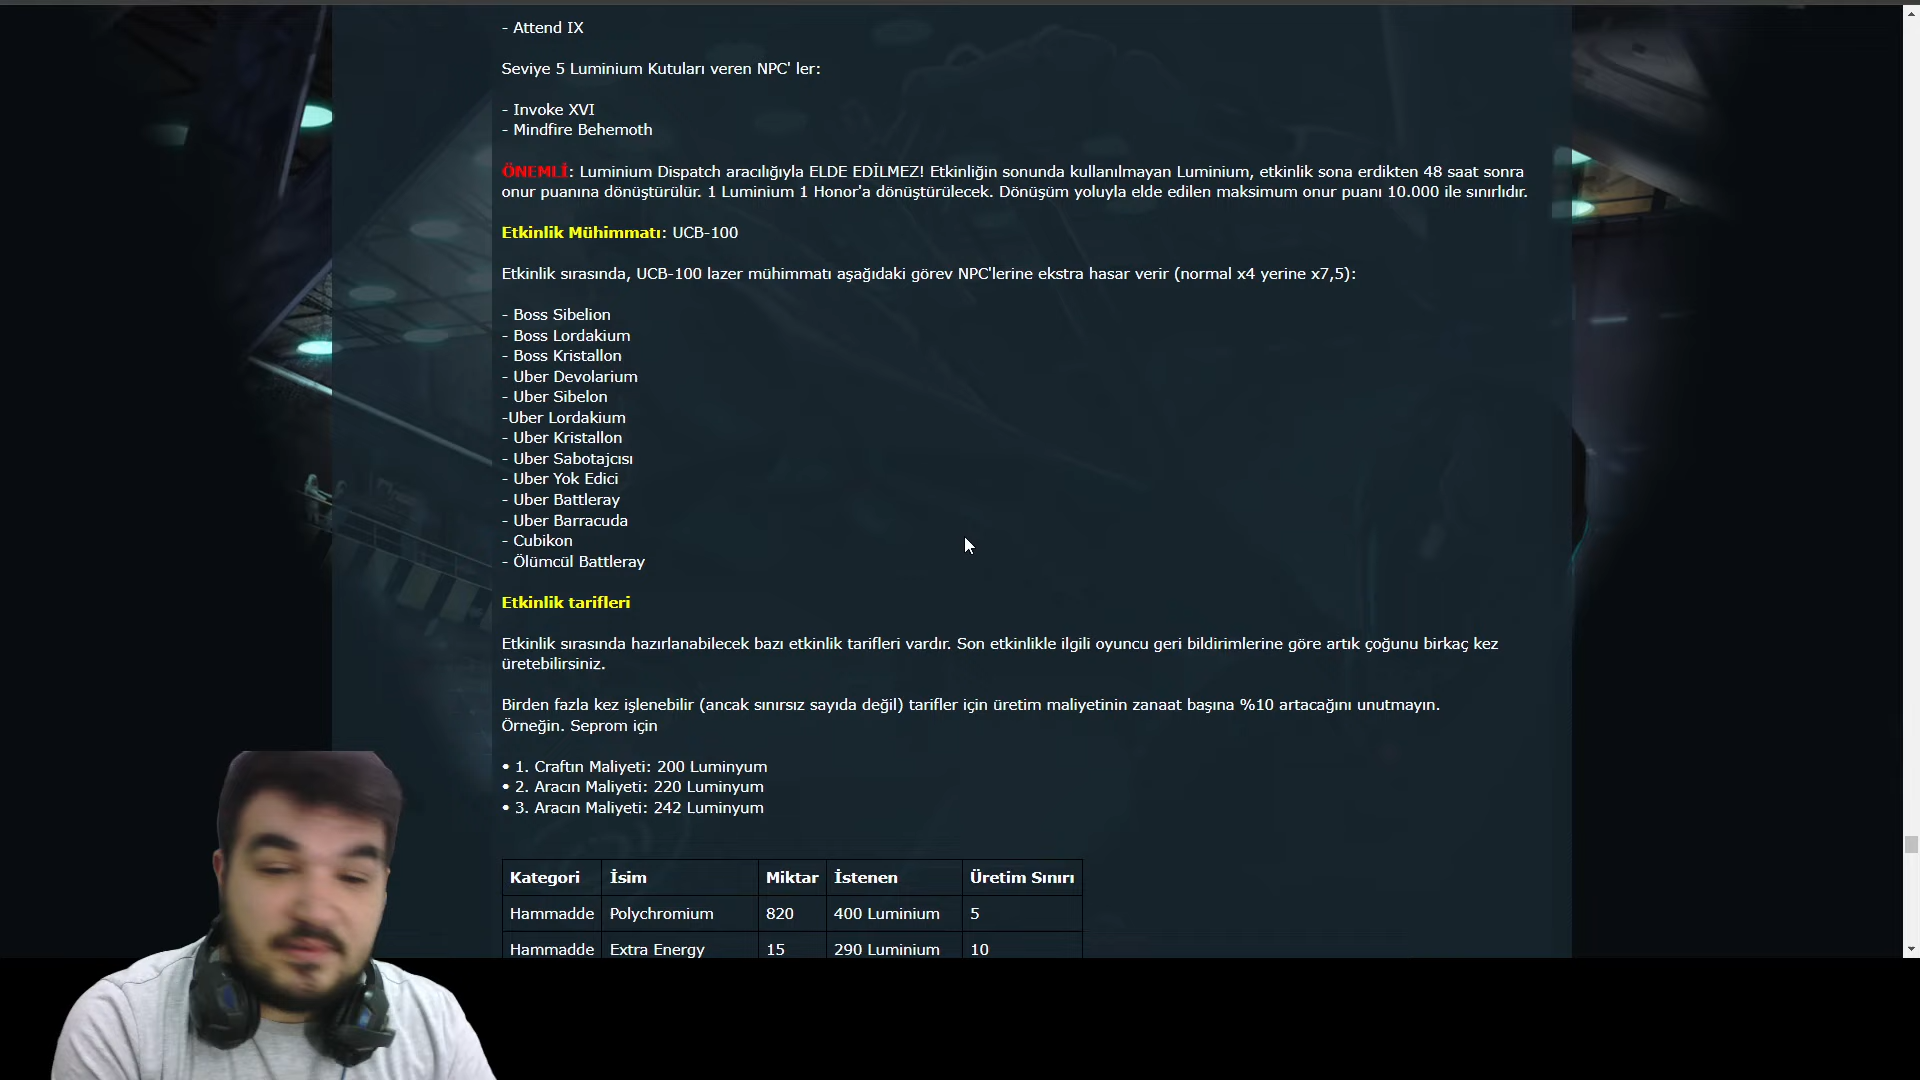 - Attend IX
Seviye 5 Luminium Kutuları veren NPC' ler:
- Invoke XVI
- Mindfire Behemoth
ÖNEMLİ: Luminium Dispatch aracılığıyla ELDE EDİLMEZ! Etkinliğin sonunda kullanılmayan Luminium, etkinlik sona erdikten 48 saat sonra
onur puanına dönüştürülür. 1 Luminium 1 Honor'a dönüştürülecek. Dönüşüm yoluyla elde edilen maksimum onur puanı 10.000 ile sınırlıdır.
Etkinlik Mühimmatı: UCB-100
Etkinlik sırasında, UCB-100 lazer mühimmatı aşağıdaki görev NPC'lerine ekstra hasar verir (normal x4 yerine x7,5):
- Boss Sibelion
- Boss Lordakium
- Boss Kristallon
- Uber Devolarium
- Uber Sibelon
-Uber Lordakium
- Uber Kristallon
- Uber Sabotajcısı
- Uber Yok Edici
- Uber Battleray
- Uber Barracuda
- Cubikon
- Ölümcül Battleray
Etkinlik tarifleri
Etkinlik sırasında hazırlanabilecek bazı etkinlik tarifleri vardır. Son etkinlikle ilgili oyuncu geri bildirimlerine göre artık çoğunu birkaç kez
üretebilirsiniz.
Birden fazla kez işlenebilir (ancak sınırsız sayıda değil) tarifler için üretim maliyetinin zanaat başına %10 artacağını unutmayın.
Örneğin. Seprom için
• 1. Craftın Maliyeti: 200 Luminyum
• 2. Aracın Maliyeti: 220 Luminyum
• 3. Aracın Maliyeti: 242 Luminyum
Kategori İsim Miktar İstenen Üretim Sınırı
Hammadde Polychromium 820 400 Luminium 5
Hammadde Extra Energy 15 290 Luminium 10